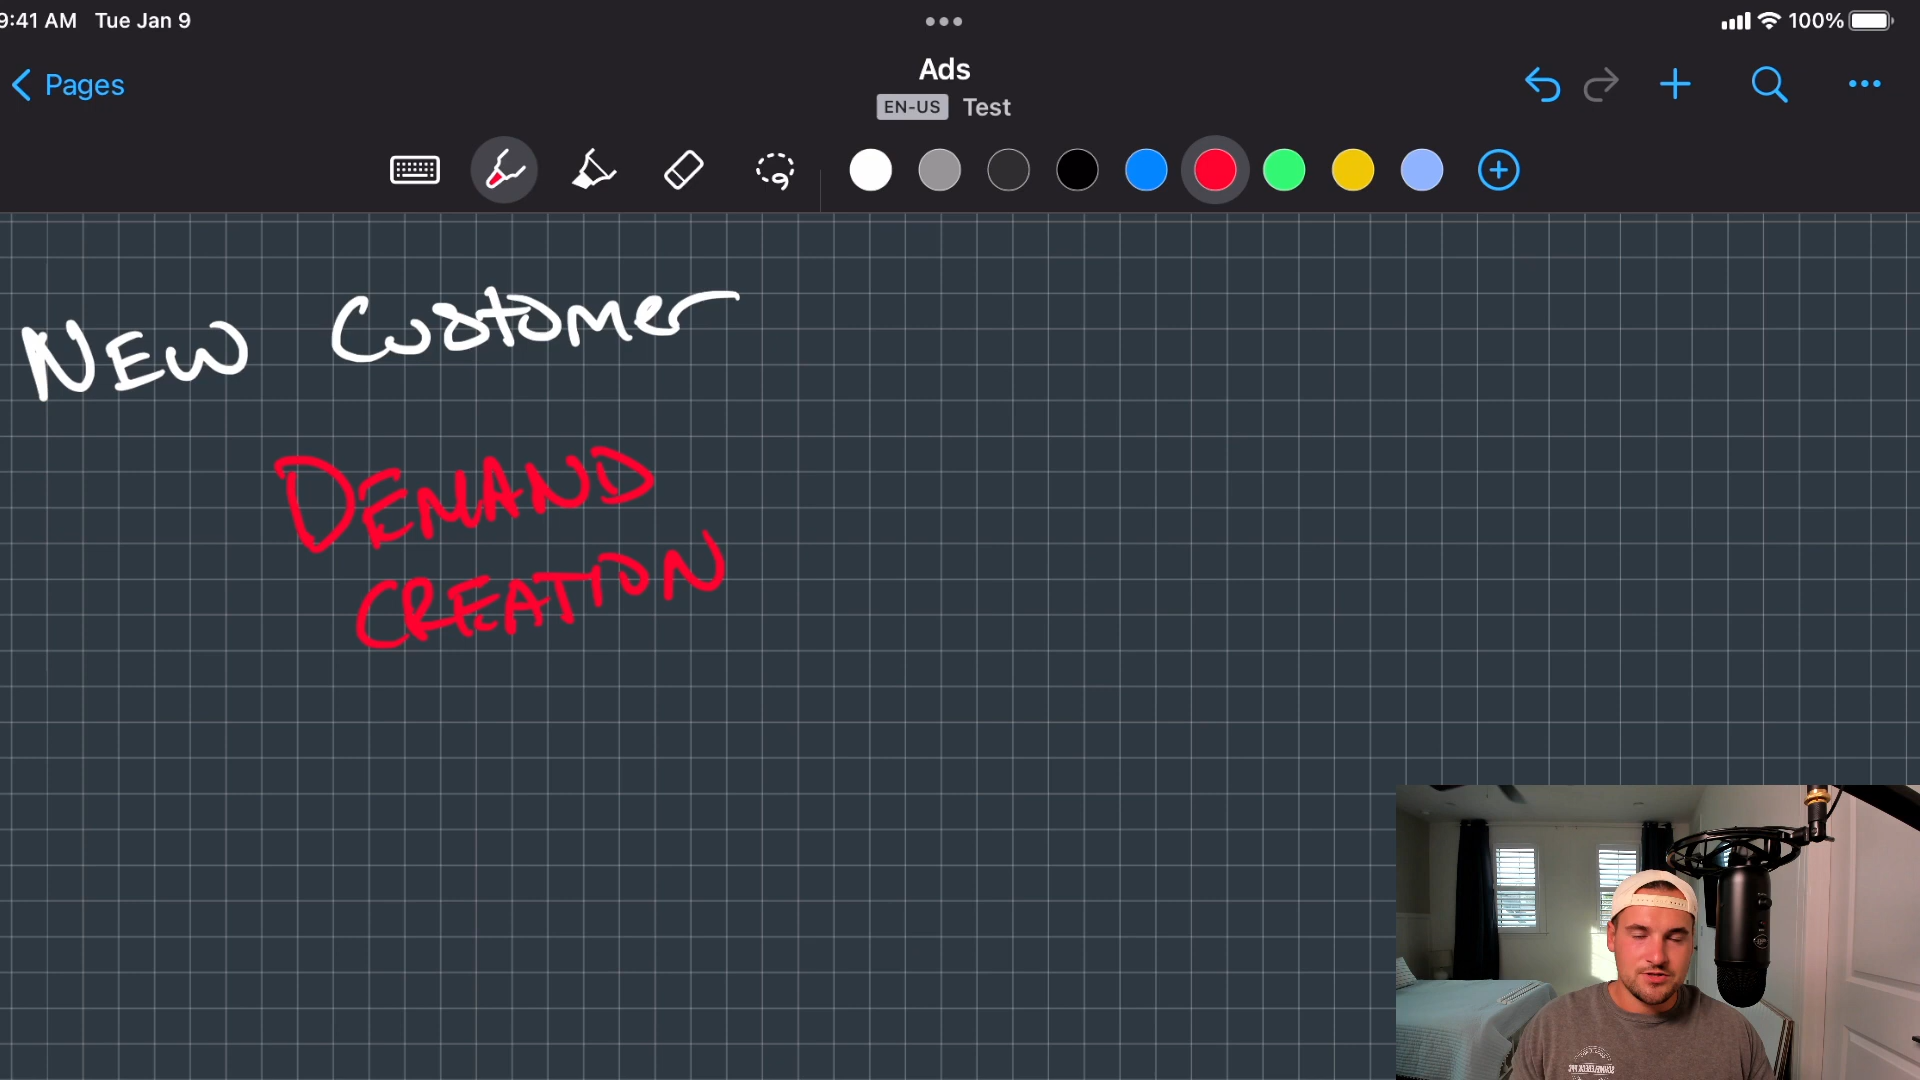 9:41 AM Tue Jan 9
100%
Pages
Ads
EN-US Test
NEW Customer
DEMAND
CREATION